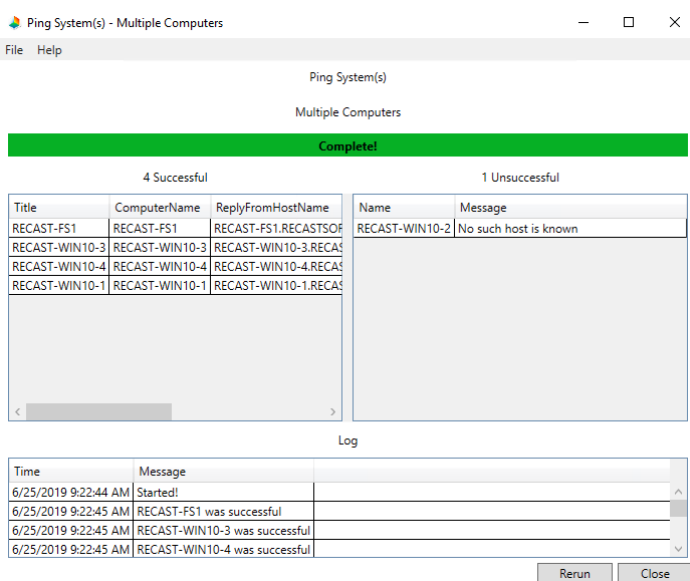 Ping System(s) - Multiple Computers
File Help
Ping System(s)
Multiple Computers
Complete!
4 Successful
Title ComputerName ReplyFromHostName
RECAST-FS1 RECAST-FS1 RECAST-FS1.RECASTSOF
RECAST-WIN10-3 RECAST-WIN10-3 RECAST-WIN10-3.RECAS
RECAST-WIN10-4 RECAST-WIN10-4 RECAST-WIN10-4.RECAS
RECAST-WIN10-1 RECAST-WIN10-1 RECAST-WIN10-1.RECAS
1 Unsuccessful
Name Message
RECAST-WIN10-2 No such host is known
Log
Time Message
6/25/2019 9:22:44 AM Started!
6/25/2019 9:22:45 AM RECAST-FS1 was successful
6/25/2019 9:22:45 AM RECAST-WIN10-3 was successful
6/25/2019 9:22:45 AM RECAST-WIN10-4 was successful
Rerun Close